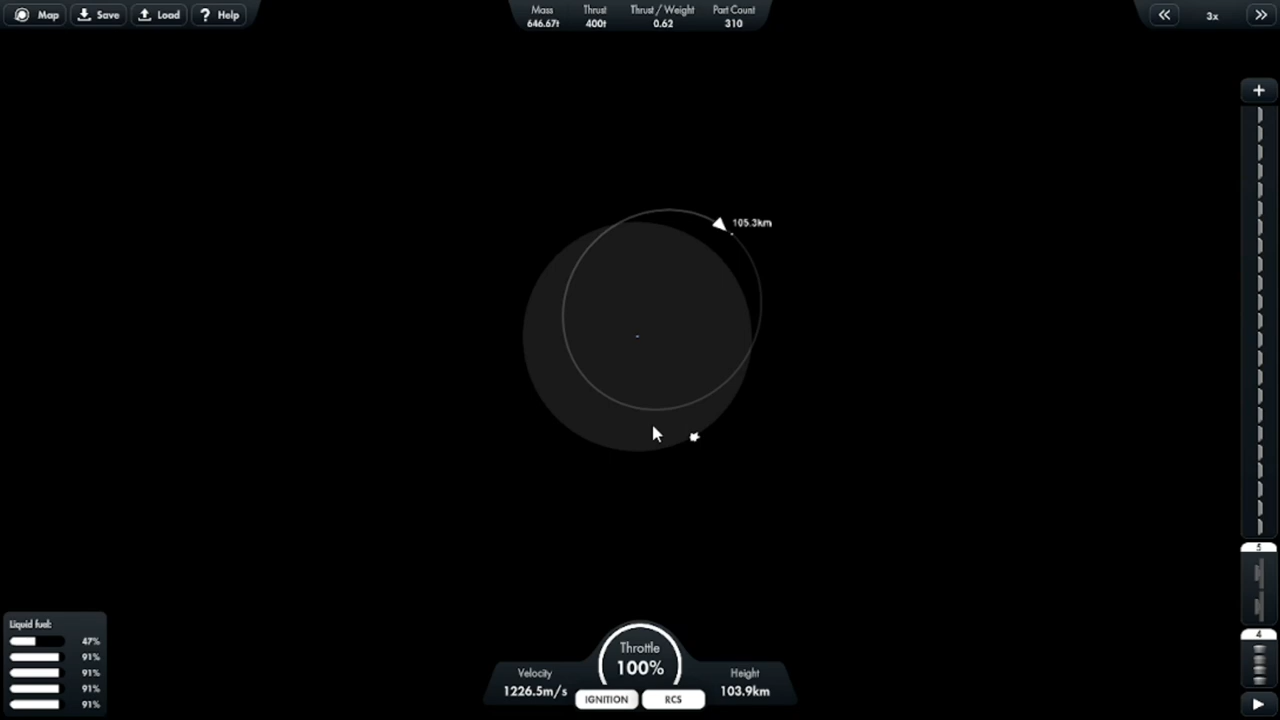 Map Save Load Help
Mass Thrust Thrust / Weight Part Count
646.67t 400t 0.62 310
3x
105.3km
5
4
Liquid fuel:
47%
91%
91%
91%
91%
Throttle
100%
Velocity
1226.5m/s
Height
103.9km
IGNITION RCS